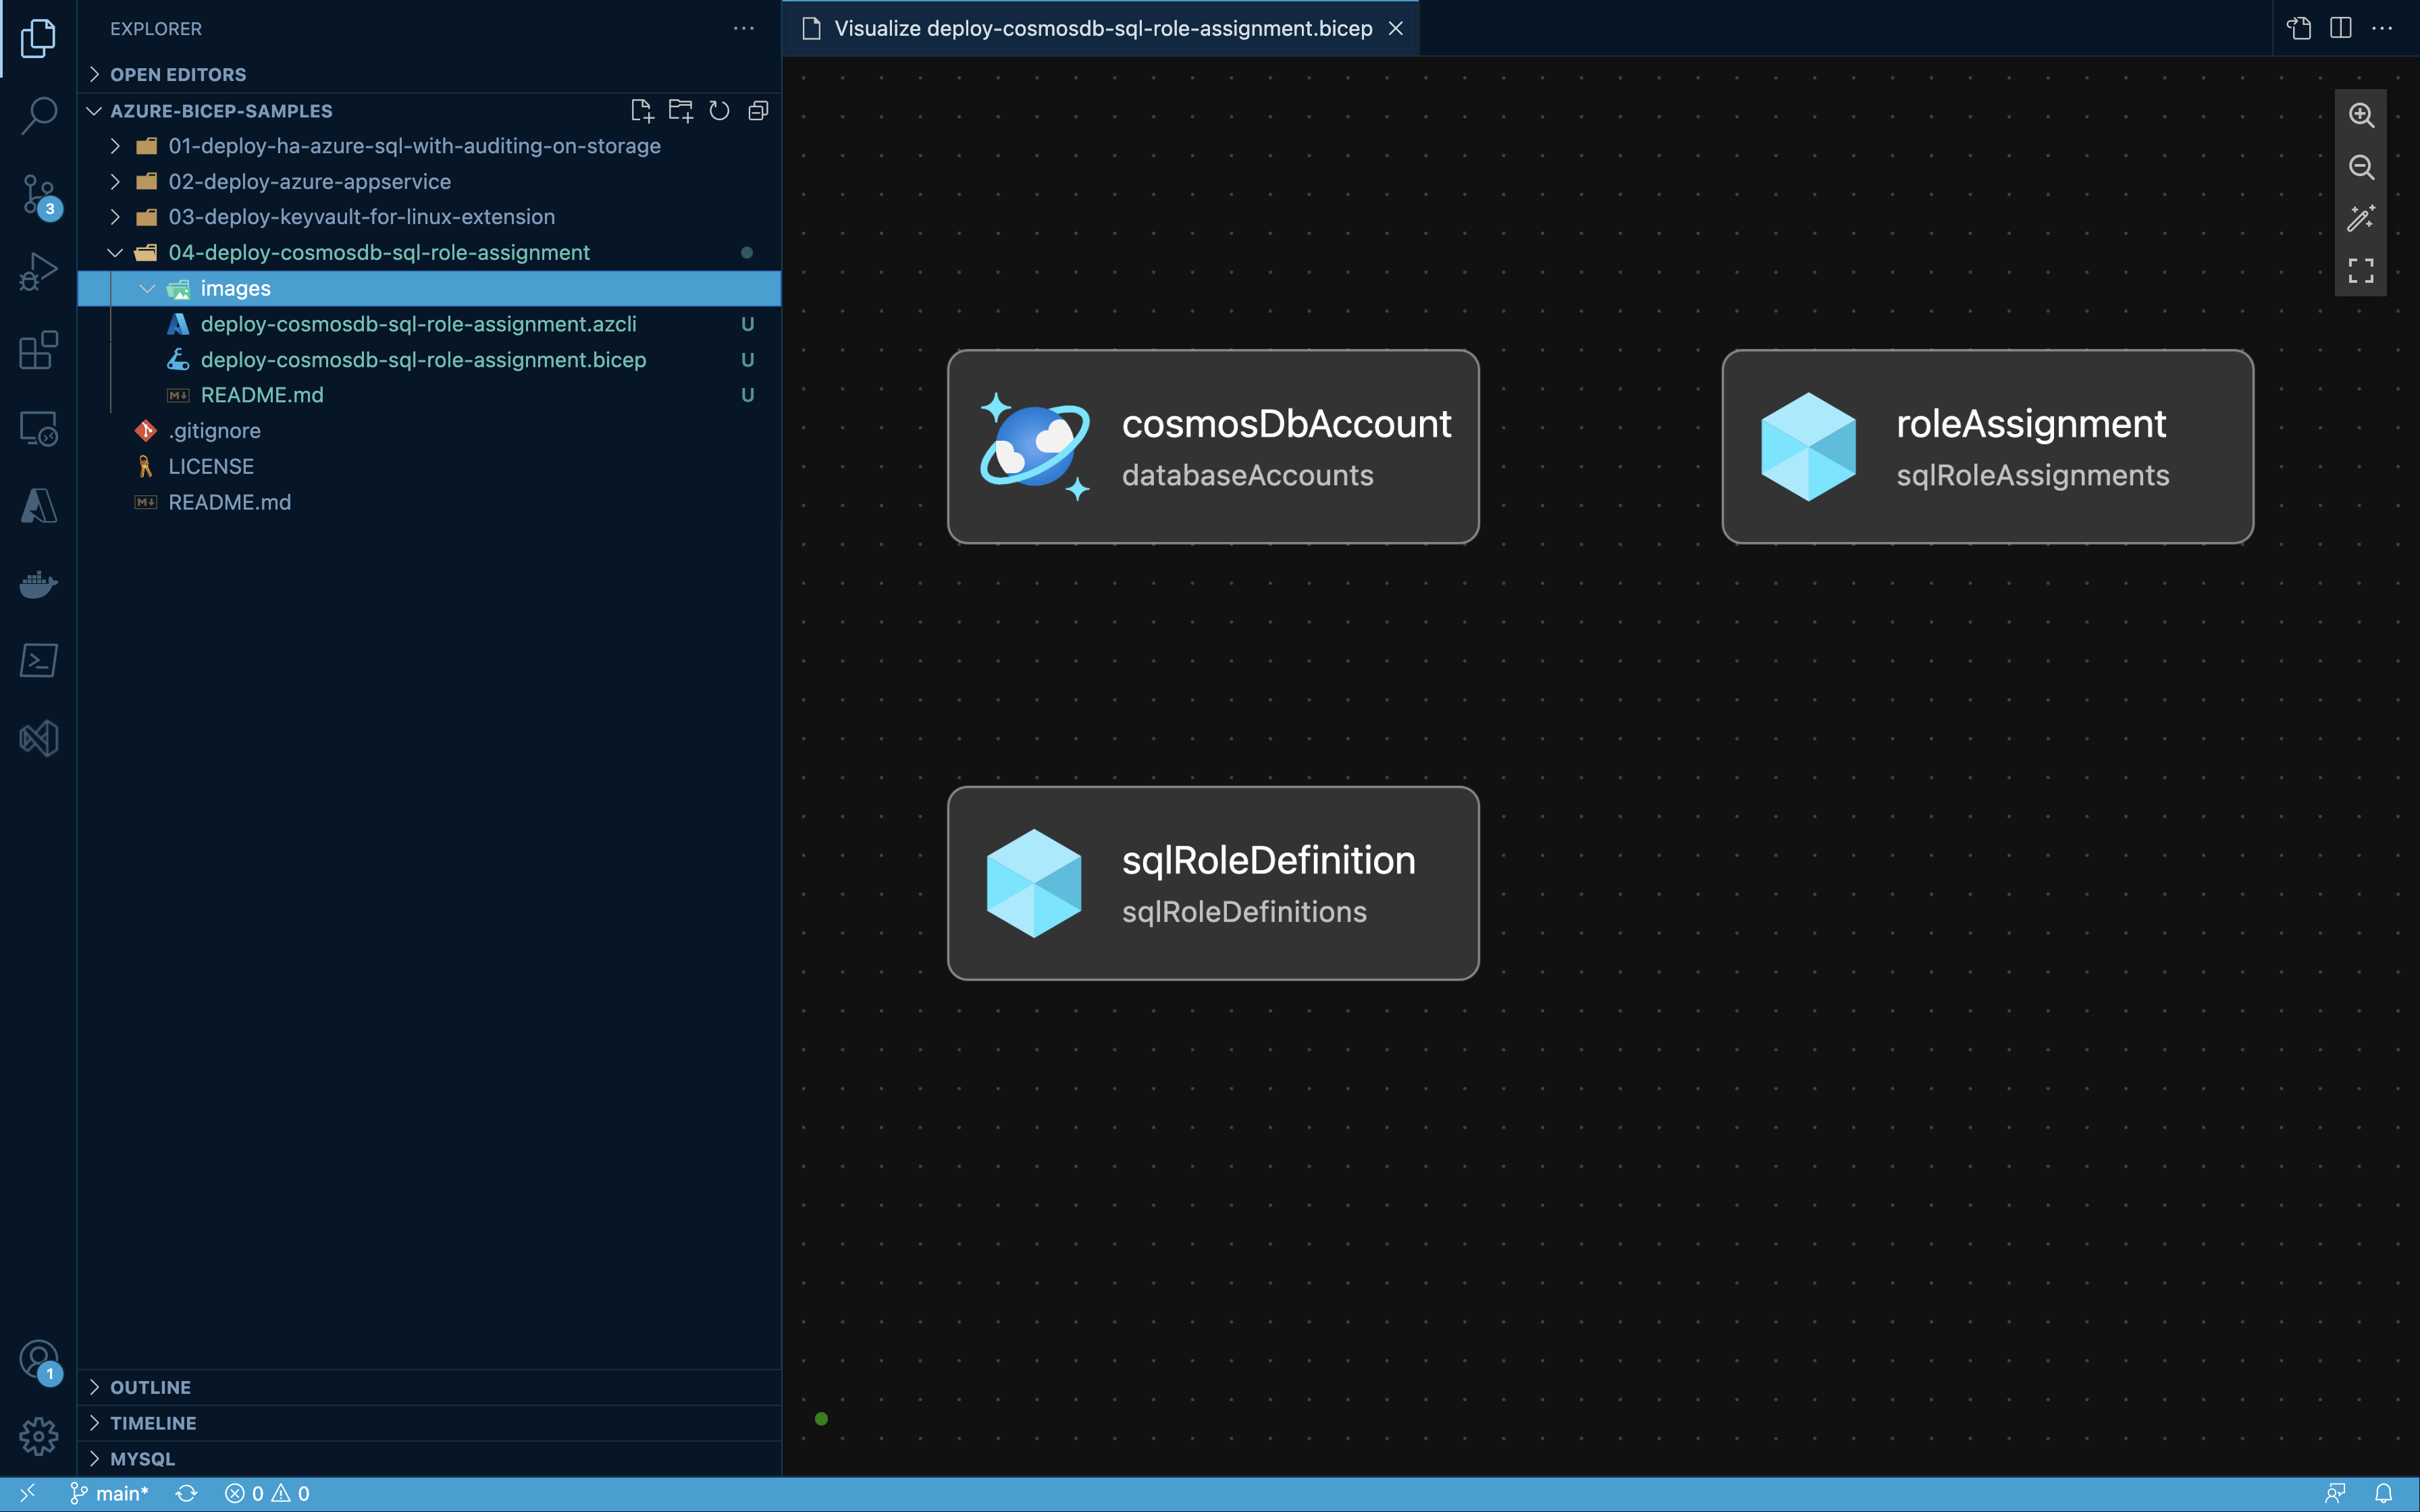 EXPLORER
OPEN EDITORS
AZURE-BICEP-SAMPLES
01-deploy-ha-azure-sql-with-auditing-on-storage
02-deploy-azure-appservice
03-deploy-keyvault-for-linux-extension
04-deploy-cosmosdb-sql-role-assignment
images
deploy-cosmosdb-sql-role-assignment.azcli U
deploy-cosmosdb-sql-role-assignment.bicep U
README.md U
.gitignore
LICENSE
README.md
3
1
OUTLINE
TIMELINE
MYSQL
Visualize deploy-cosmosdb-sql-role-assignment.bicep
cosmosDbAccount
databaseAccounts
roleAssignment
sqlRoleAssignments
sqlRoleDefinition
sqlRoleDefinitions
main* 0 0